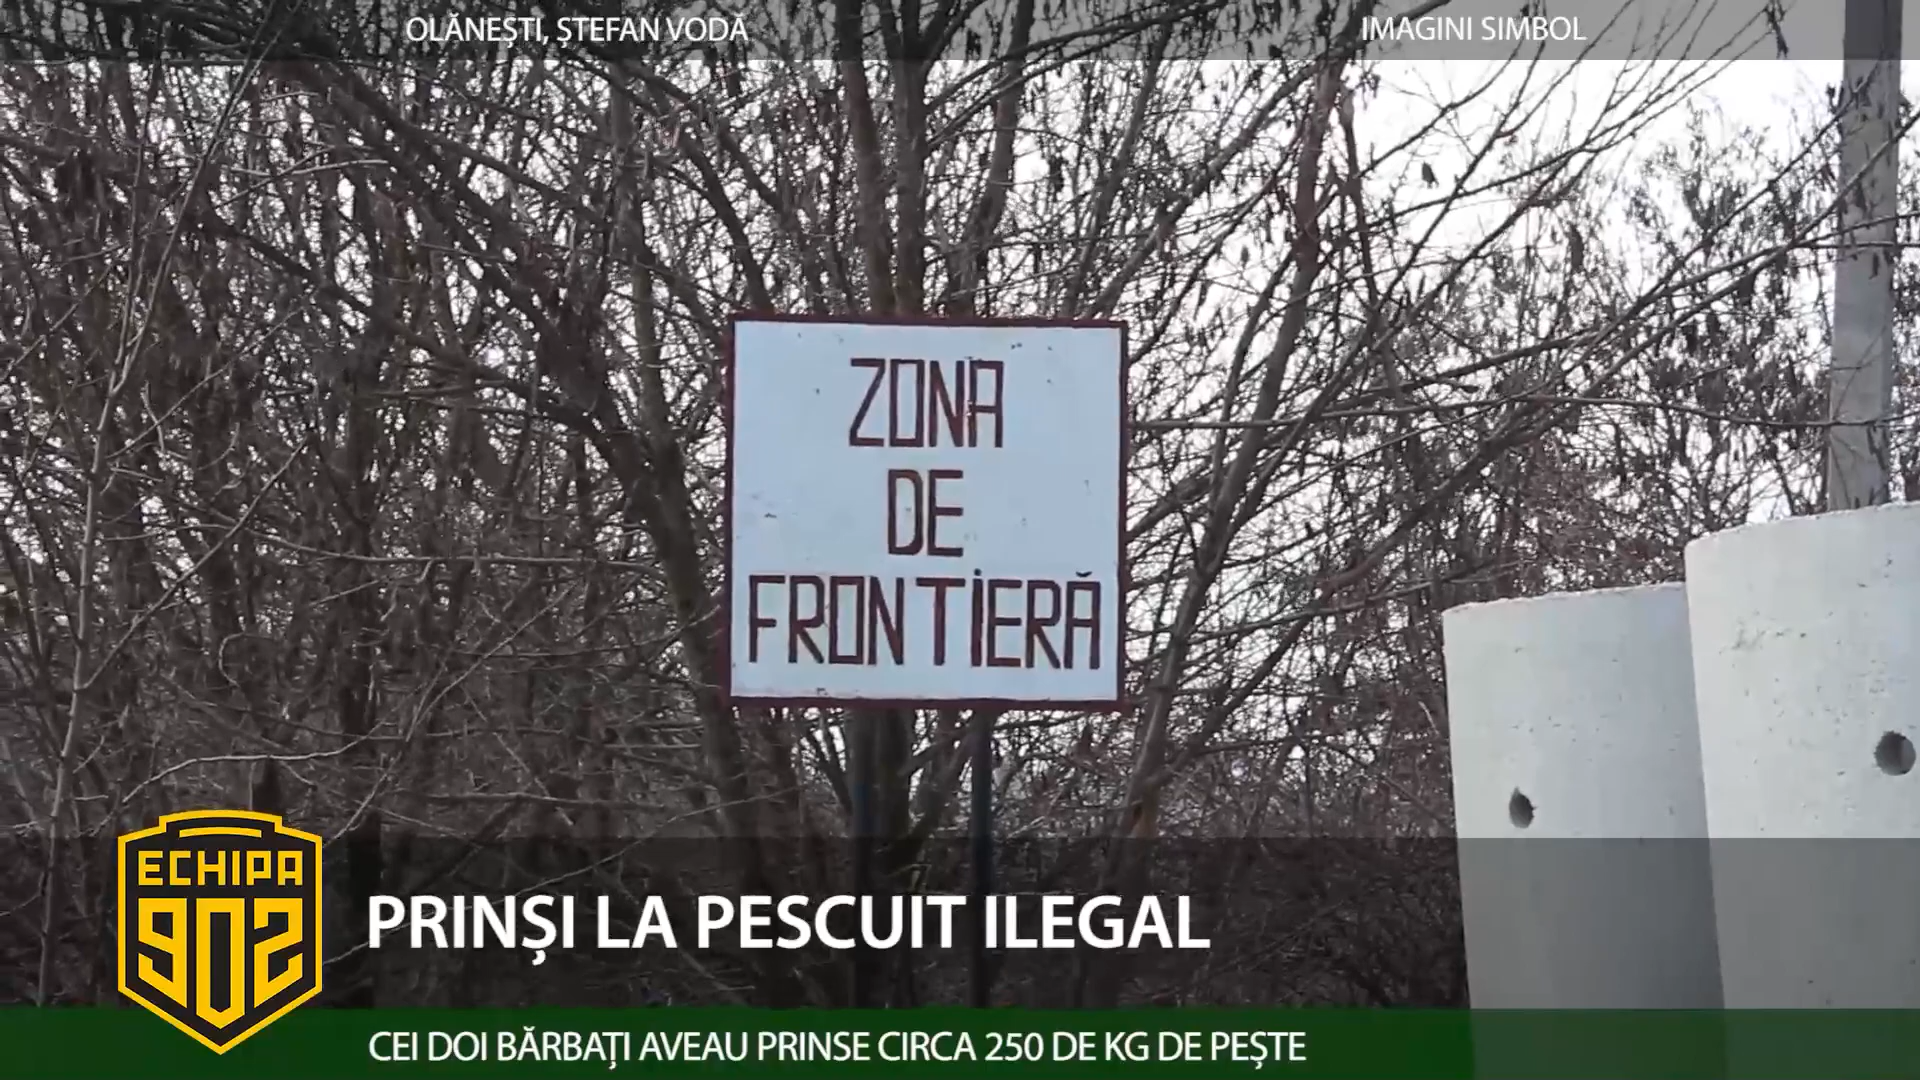 OLĂNEȘTI, ȘTEFAN VODĂ
IMAGINI SIMBOL
ZONA
DE
FRONTIERĂ
ECHIPA
902
PRINȘI LA PESCUIT ILEGAL
CEI DOI BĂRBAȚI AVEAU PRINSE CIRCA 250 DE KG DE PEȘTE